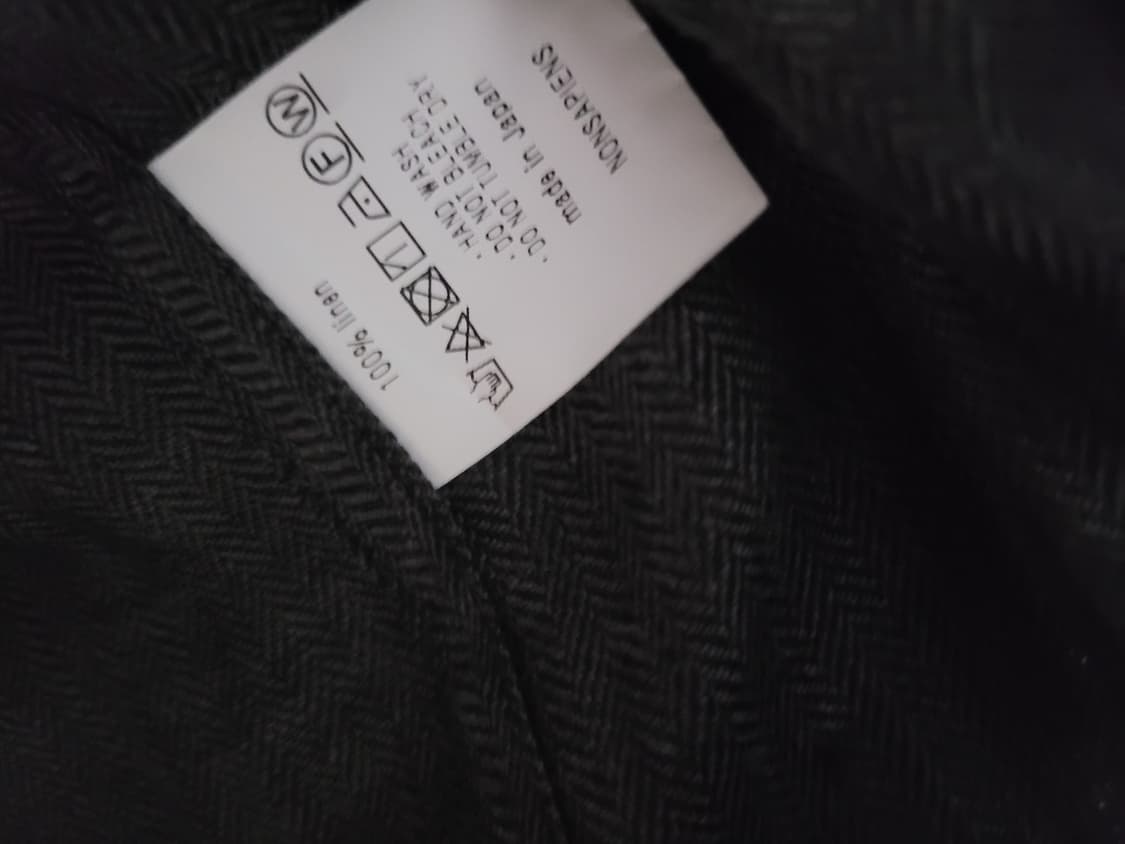 100% linen
W F
· HAND WASH
· DO NOT BLEACH
· DO NOT TUMBLE DRY
made in Japan
NONSAPIENS